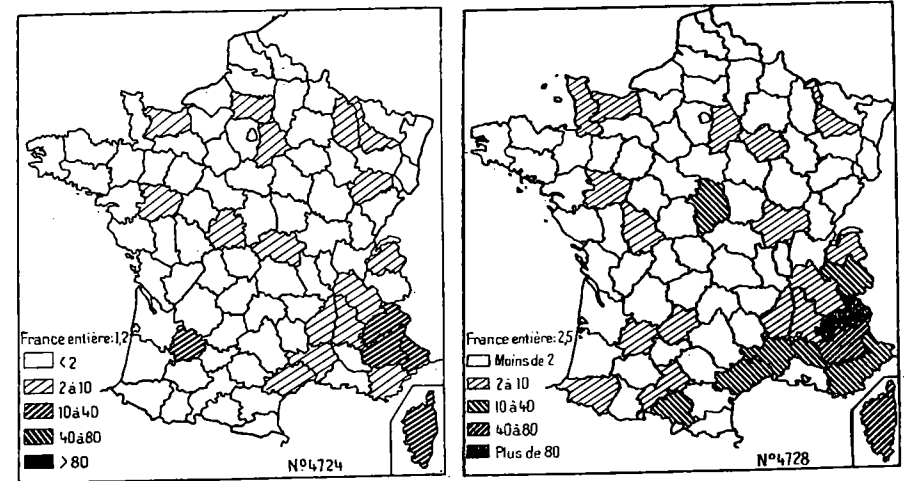 France entière: 1,2
< 2
2 à 10
10 à 40
40 à 80
> 80
N°4724
France entière: 2,5
Moins de 2
2 à 10
10 à 40
40 à 80
Plus de 80
N°4728